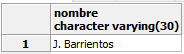 nombre
character varying(30)
1 J. Barrientos